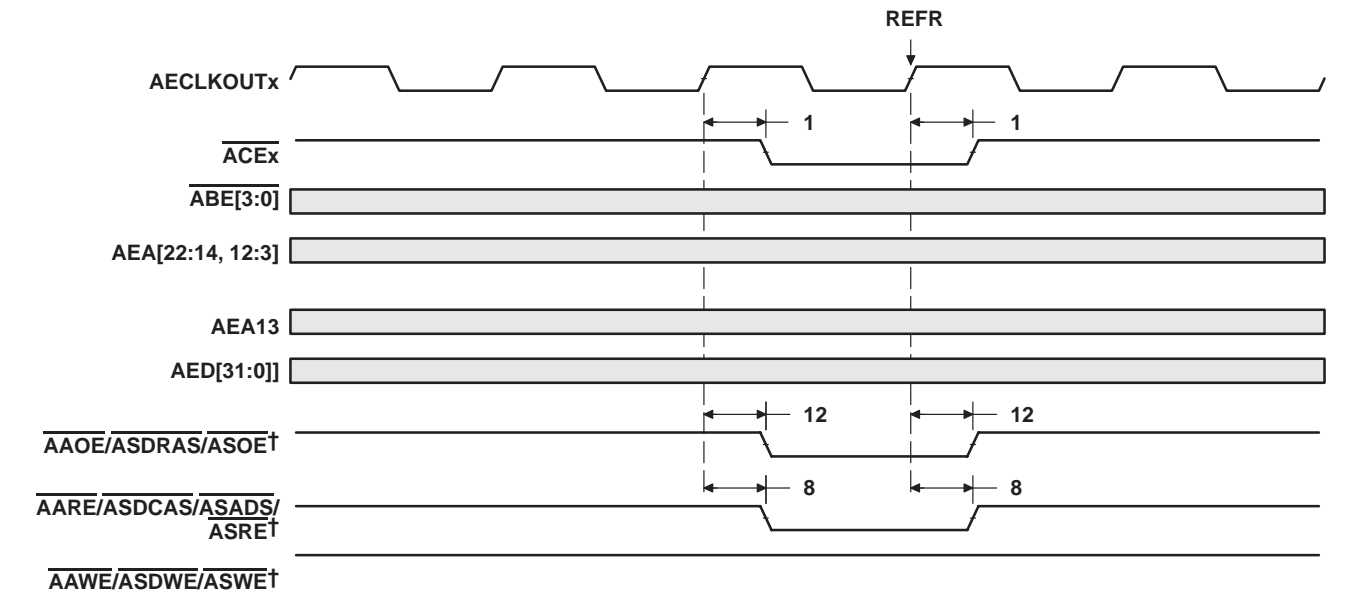 REFR
AECLKOUTx
1 1
ACEx
ABE[3:0]
AEA[22:14, 12:3]
AEA13
AED[31:0]]
12 12
AAOE/ASDRAS/ASOE†
8 8
AARE/ASDCAS/ASADS/
ASRE†
AAWE/ASDWE/ASWE†